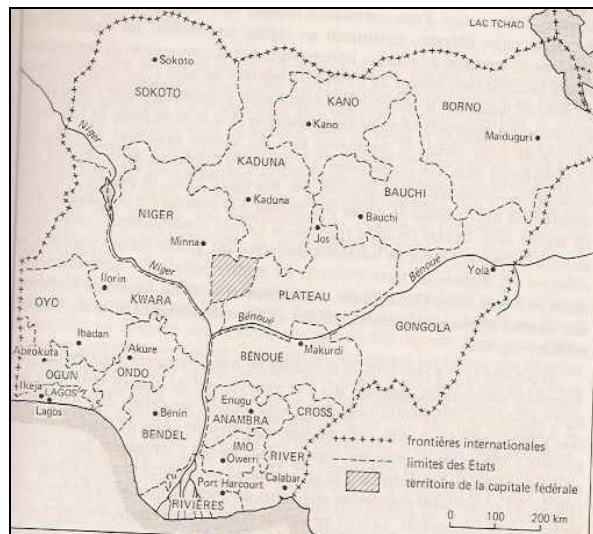 LAC TCHAD
Sokoto
SOKOTO
KANO
Kano
BORNO
Maiduguri
Niger
KADUNA
Kaduna
BAUCHI
Bauchi
NIGER
Minna
Jos
Niger
Bénoué
Yola
Ilorin
KWARA
PLATEAU
OYO
Bénoué
GONGOLA
Ibadan
Akure
BÉNOUÉ
Makurdi
Abeokuta
OGUN
ONDO
Ikeja
LAGOS
Lagos
Enugu
ANAMBRA
CROSS
Bénin
BENDEL
IMO
Owerri
RIVER
Port Harcourt
Calabar
RIVIÈRES
frontières internationales
limites des Etats
territoire de la capitale fédérale
0 100 200 km